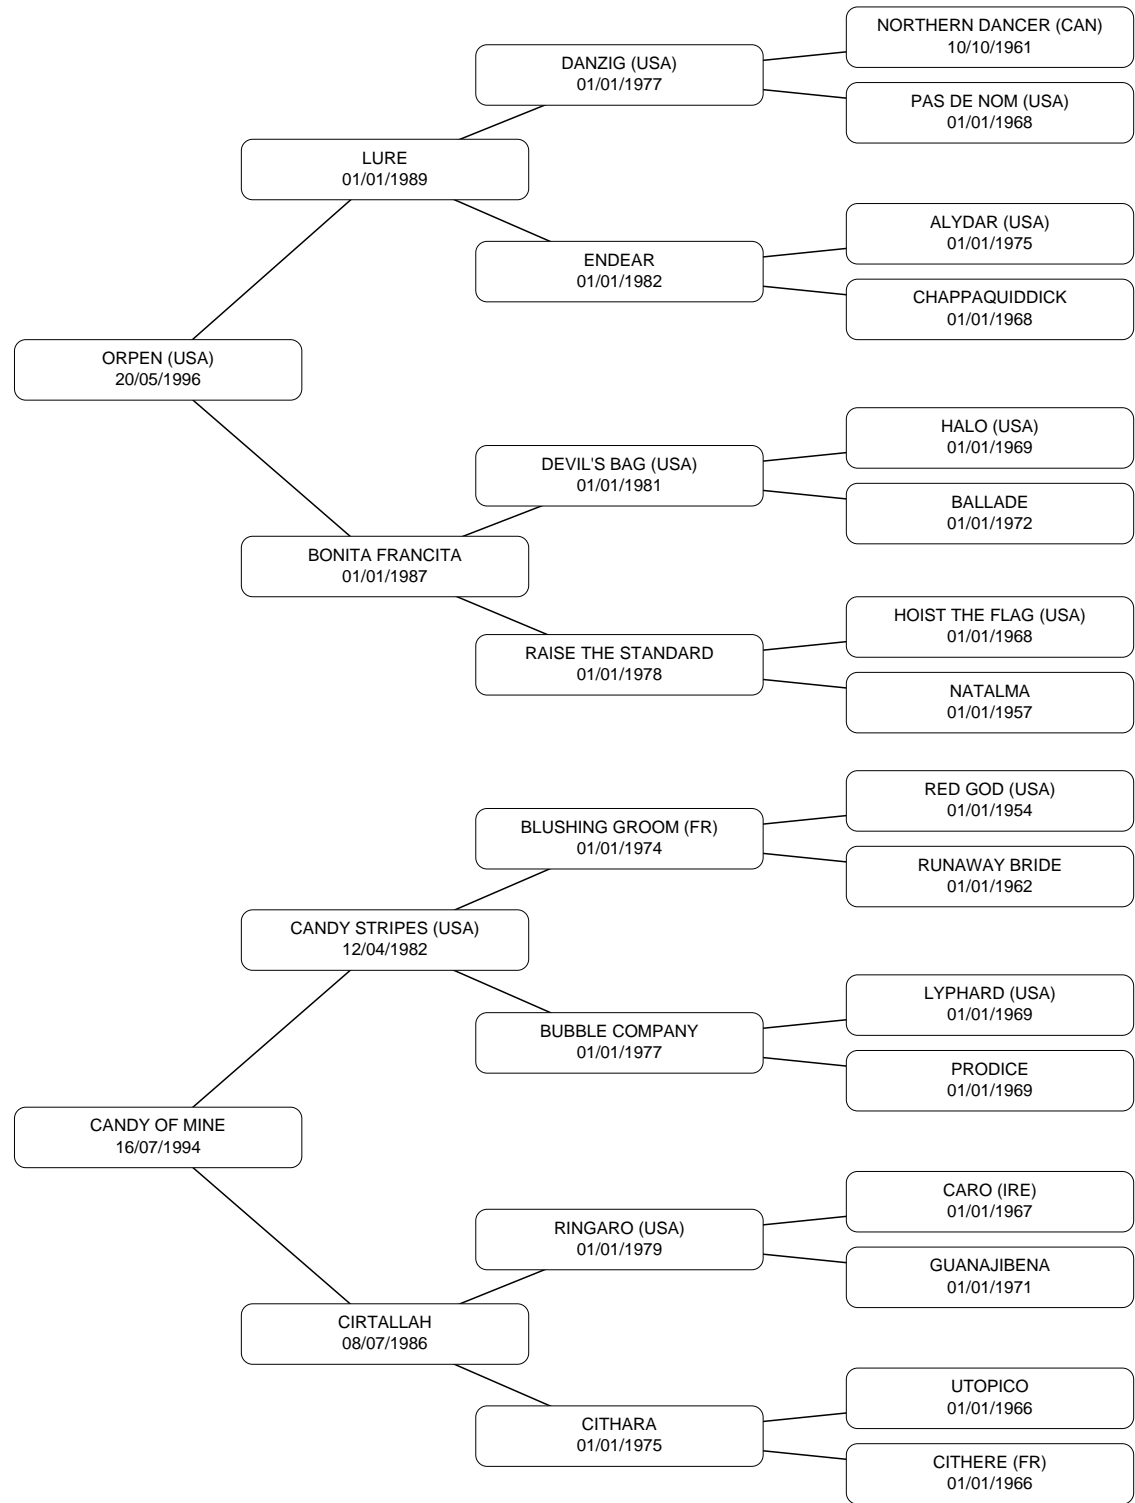 NORTHERN DANCER (CAN)
10/10/1961
DANZIG (USA)
01/01/1977
PAS DE NOM (USA)
01/01/1968
LURE
01/01/1989
ALYDAR (USA)
01/01/1975
ENDEAR
01/01/1982
CHAPPAQUIDDICK
01/01/1968
ORPEN (USA)
20/05/1996
HALO (USA)
01/01/1969
DEVIL'S BAG (USA)
01/01/1981
BALLADE
01/01/1972
BONITA FRANCITA
01/01/1987
HOIST THE FLAG (USA)
01/01/1968
RAISE THE STANDARD
01/01/1978
NATALMA
01/01/1957
RED GOD (USA)
01/01/1954
BLUSHING GROOM (FR)
01/01/1974
RUNAWAY BRIDE
01/01/1962
CANDY STRIPES (USA)
12/04/1982
LYPHARD (USA)
01/01/1969
BUBBLE COMPANY
01/01/1977
PRODICE
01/01/1969
CANDY OF MINE
16/07/1994
CARO (IRE)
01/01/1967
RINGARO (USA)
01/01/1979
GUANAJIBENA
01/01/1971
CIRTALLAH
08/07/1986
UTOPICO
01/01/1966
CITHARA
01/01/1975
CITHERE (FR)
01/01/1966